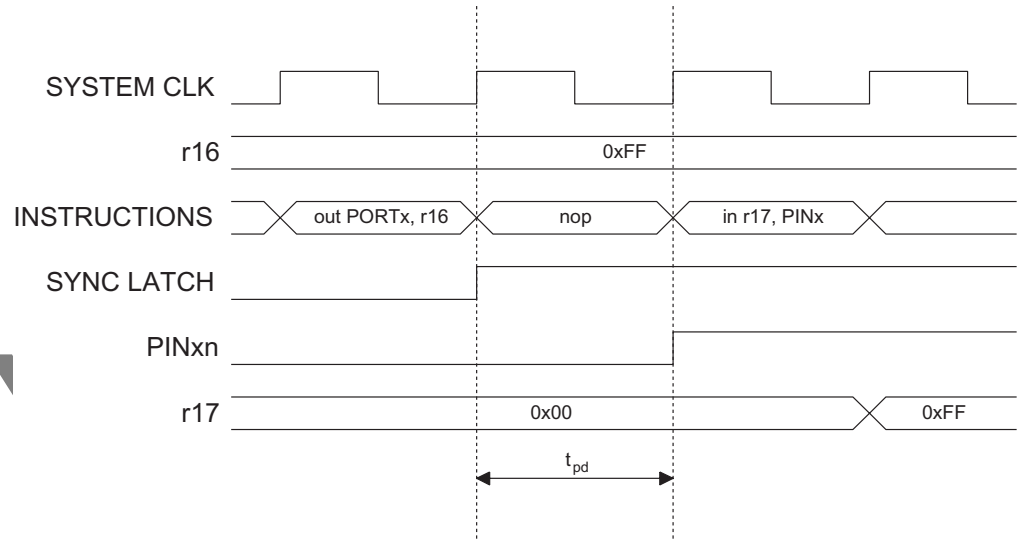 SYSTEM CLK
r16 0xFF
INSTRUCTIONS out PORTx, r16 nop in r17, PINx
SYNC LATCH
PINxn
r17 0x00 0xFF
tpd